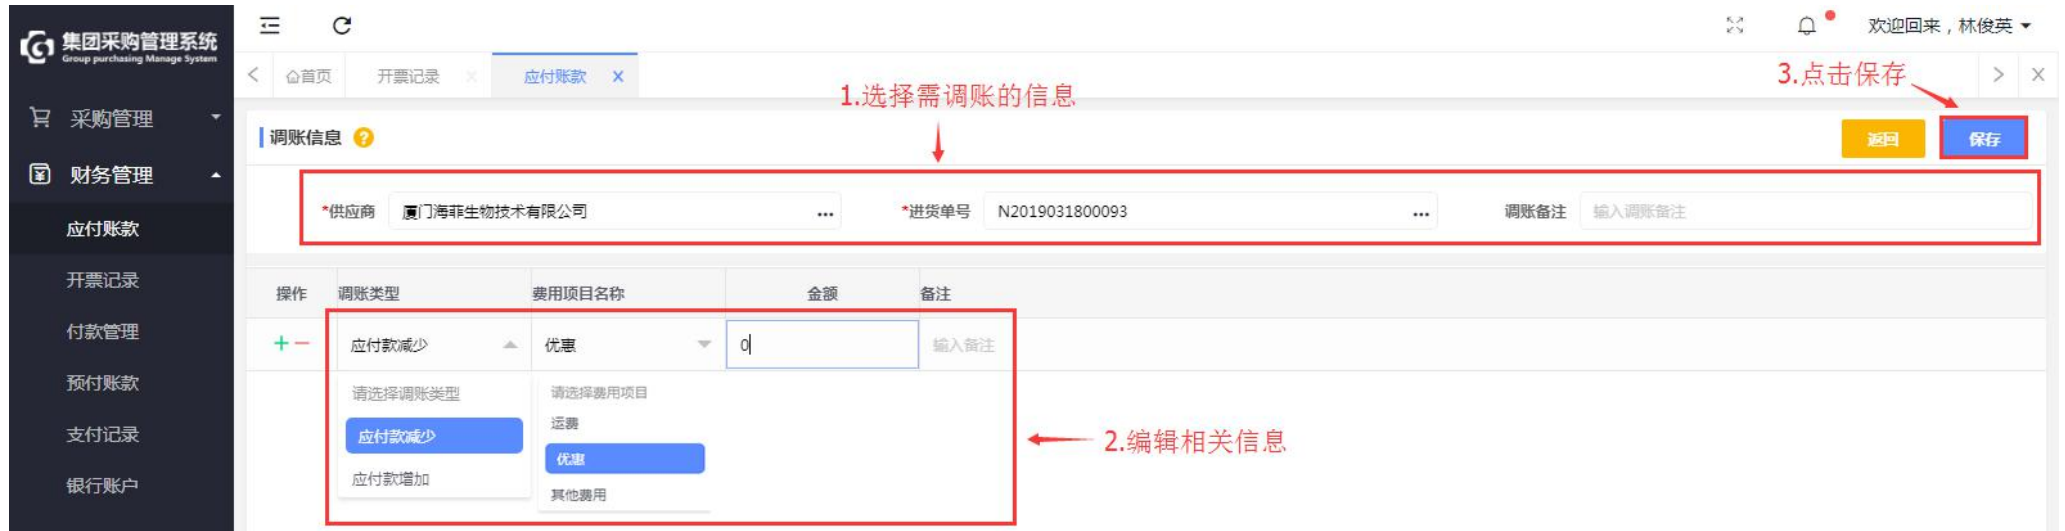 集团采购管理系统
Group purchasing Manage System
欢迎回来，林俊英
首页
开票记录
应付账款
1.选择需调账的信息
3.点击保存
采购管理
财务管理
应付账款
开票记录
付款管理
预付账款
支付记录
银行账户
调账信息
返回
保存
*供应商
厦门海菲生物技术有限公司
...
*进货单号
N2019031800093
...
调账备注
输入调账备注
操作
调账类型
费用项目名称
金额
备注
应付款减少
优惠
0
输入备注
请选择调账类型
应付款减少
应付款增加
请选择费用项目
运费
优惠
其他费用
2.编辑相关信息